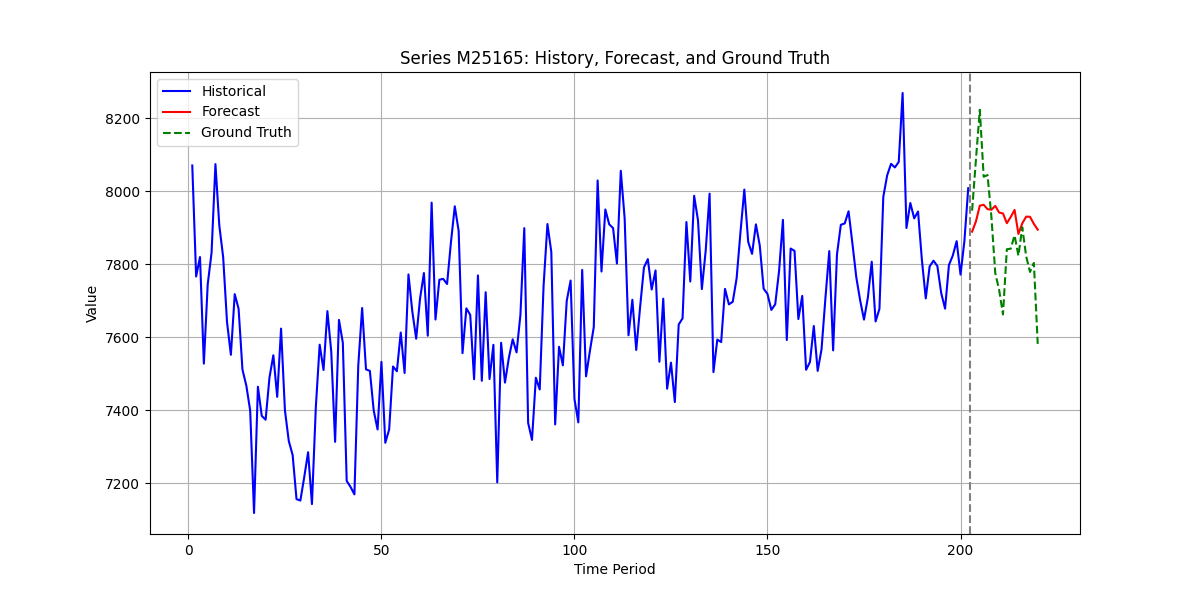 Series M25165: History, Forecast, and Ground Truth
Historical
Forecast
Ground Truth
8200
8000
7800
7600
7400
7200
Value
0 50 100 150 200
Time Period